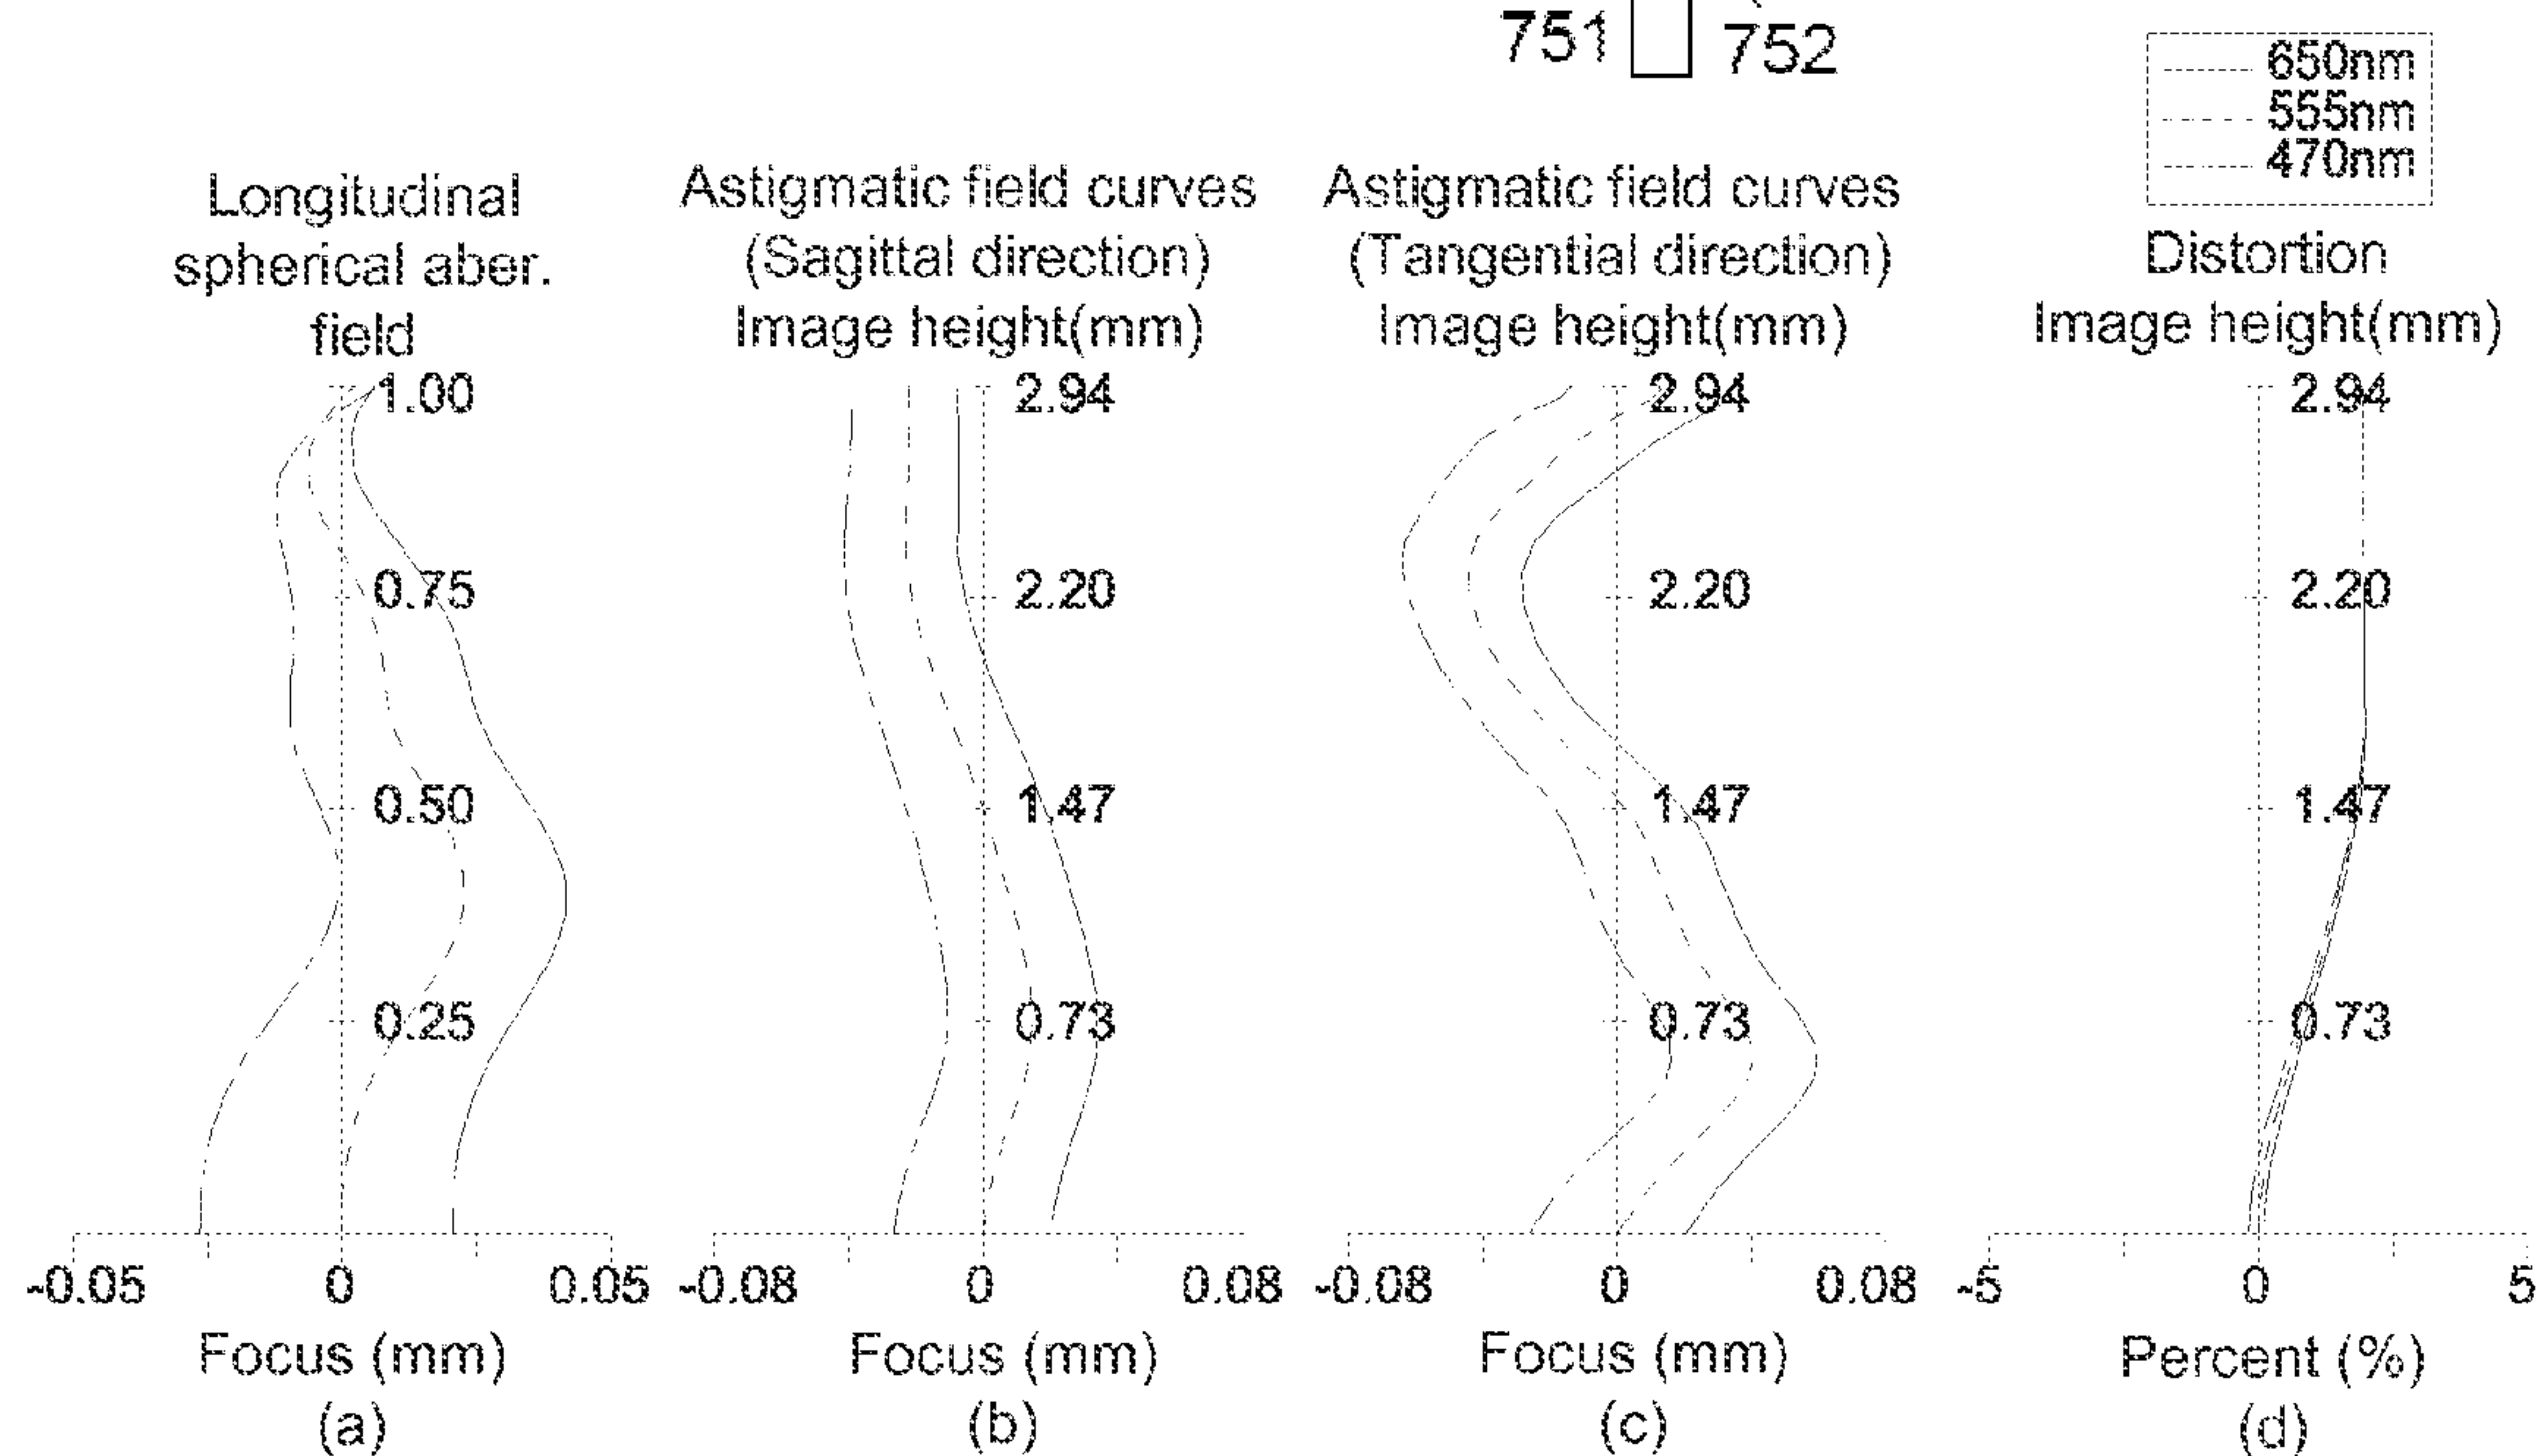 751 752
650nm
555nm
470nm
Longitudinal
spherical aber.
field
1.00
0.75
0.50
0.25
-0.05 0 0.05
Focus (mm)
(a)
Astigmatic field curves
(Sagittal direction)
Image height(mm)
2.94
2.20
1.47
0.73
-0.08 0 0.08
Focus (mm)
(b)
Astigmatic field curves
(Tangential direction)
Image height(mm)
2.94
2.20
1.47
0.73
-0.08 0 0.08
Focus (mm)
(c)
Distortion
Image height(mm)
2.94
2.20
1.47
0.73
-5 0 5
Percent (%)
(d)